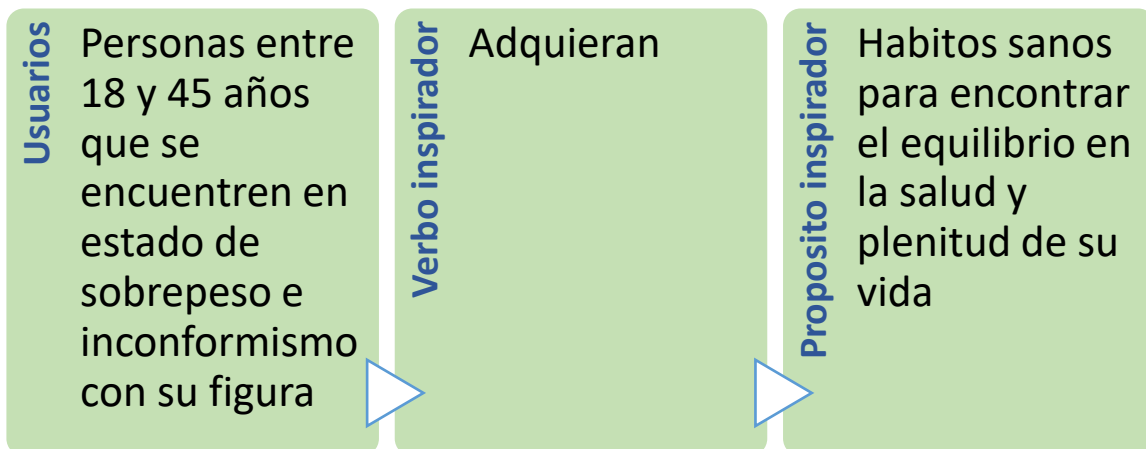 Usuarios
Personas entre
18 y 45 años
que se
encuentren en
estado de
sobrepeso e
inconformismo
con su figura
Verbo inspirador
Adquieran
Proposito inspirador
Habitos sanos
para encontrar
el equilibrio en
la salud y
plenitud de su
vida